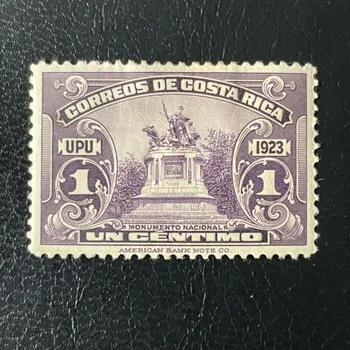 CORREOS DE COSTA RICA
UPU 1923
1 1
MONUMENTO NACIONAL
UN CENTIMO
AMERICAN BANK NOTE CO.